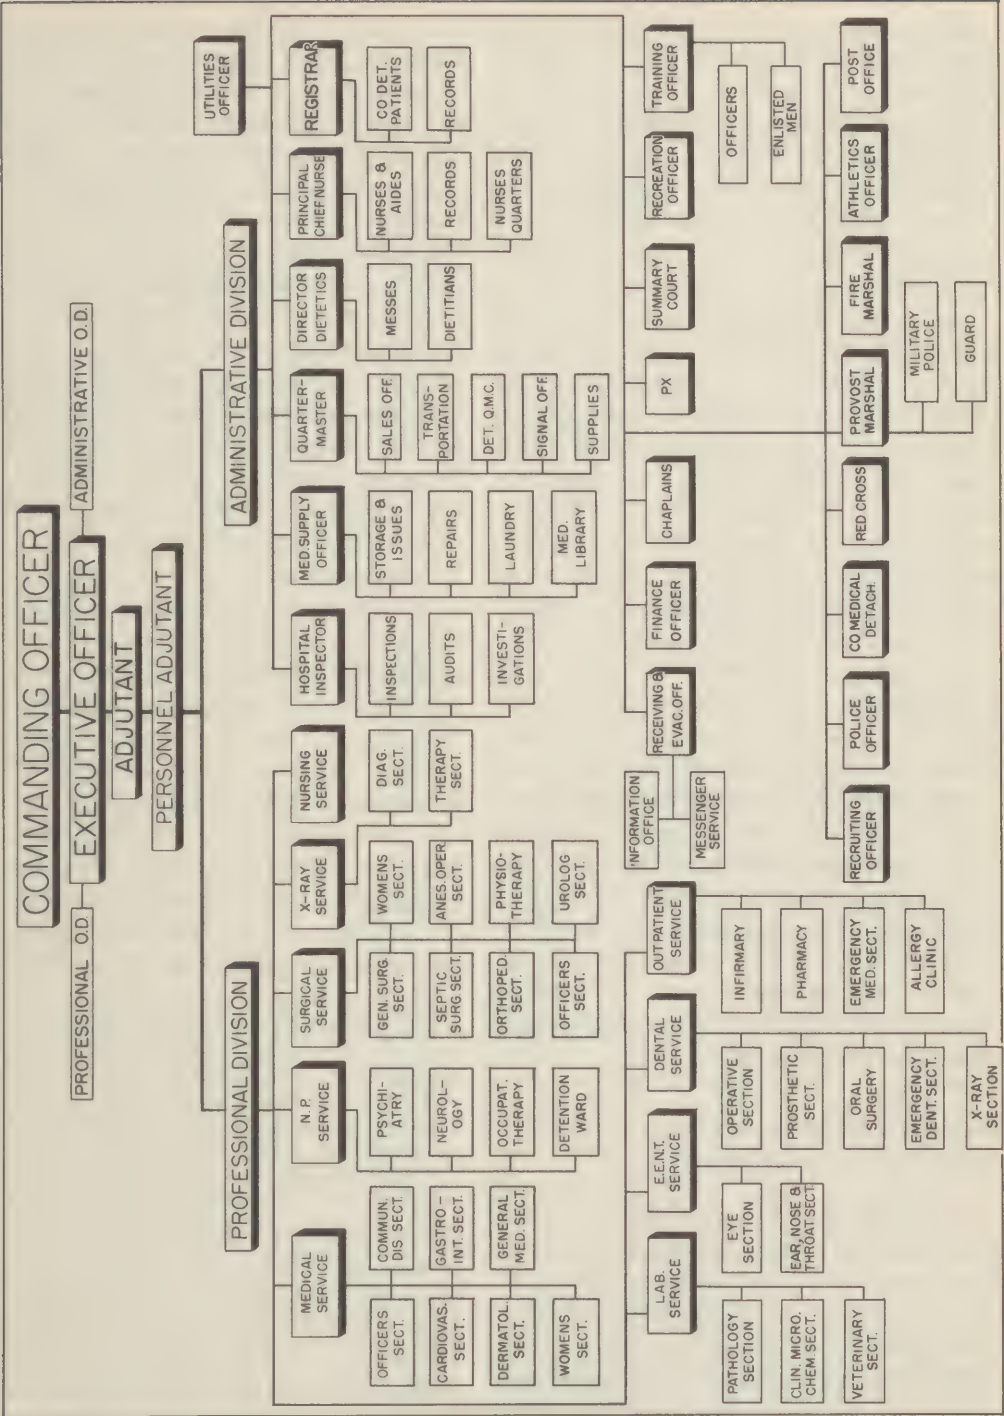 COMMANDING OFFICER
PROFESSIONAL O.D.
EXECUTIVE OFFICER
ADMINISTRATIVE O.D.
ADJUTANT
PERSONNEL ADJUTANT
PROFESSIONAL DIVISION
ADMINISTRATIVE DIVISION
UTILITIES
OFFICER
MEDICAL
SERVICE
OFFICERS
SECT.
COMMUN.
DIS SECT.
CARDIOVAS.
SECT.
GASTRO-
INT. SECT.
DERMATOL.
SECT.
GENERAL
MED. SECT.
WOMENS
SECT.
N.P.
SERVICE
PSYCHI-
ATRY
NEUROL-
OGY
OCCUPAT.
THERAPY
DETENTION
WARD
SURGICAL
SERVICE
GEN. SURG.
SECT.
WOMENS
SECT.
SEPTIC
SURG. SECT.
ANES. OPER.
SECT.
ORTHOPED.
SECT.
PHYSIO-
THERAPY
OFFICERS
SECT.
UROLOG
SECT.
X-RAY
SERVICE
DIAG.
SECT.
THERAPY
SECT.
NURSING
SERVICE
HOSPITAL
INSPECTOR
INSPECTIONS
AUDITS
INVESTI-
GATIONS
MED. SUPPLY
OFFICER
STORAGE &
ISSUES
REPAIRS
LAUNDRY
MED.
LIBRARY
QUARTER-
MASTER
SALES OFF.
TRANS-
PORTATION
DET. Q.M.C.
SIGNAL OFF.
SUPPLIES
DIRECTOR
DIETETICS
MESSES
DIETITIANS
PRINCIPAL
CHIEF NURSE
NURSES &
AIDES
RECORDS
NURSES
QUARTERS
REGISTRAR
CO DET.
PATIENTS
RECORDS
LAB.
SERVICE
PATHOLOGY
SECTION
CLIN. MICRO.
CHEM. SECT.
VETERINARY
SECT.
E.E.N.T.
SERVICE
EYE
SECTION
EAR, NOSE &
THROAT SECT.
DENTAL
SERVICE
OPERATIVE
SECTION
PROSTHETIC
SECT.
ORAL
SURGERY
EMERGENCY
DENT. SECT.
X-RAY
SECTION
OUT PATIENT
SERVICE
INFIRMARY
PHARMACY
EMERGENCY
MED. SECT.
ALLERGY
CLINIC
RECEIVING &
EVAC. OFF.
INFORMATION
OFFICE
MESSENGER
SERVICE
FINANCE
OFFICER
CHAPLAINS
PX
SUMMARY
COURT
RECREATION
OFFICER
TRAINING
OFFICER
OFFICERS
ENLISTED
MEN
RECRUITING
OFFICER
POLICE
OFFICER
CO MEDICAL
DETACH.
RED CROSS
PROVOST
MARSHAL
MILITARY
POLICE
GUARD
FIRE
MARSHAL
ATHLETICS
OFFICER
POST
OFFICE